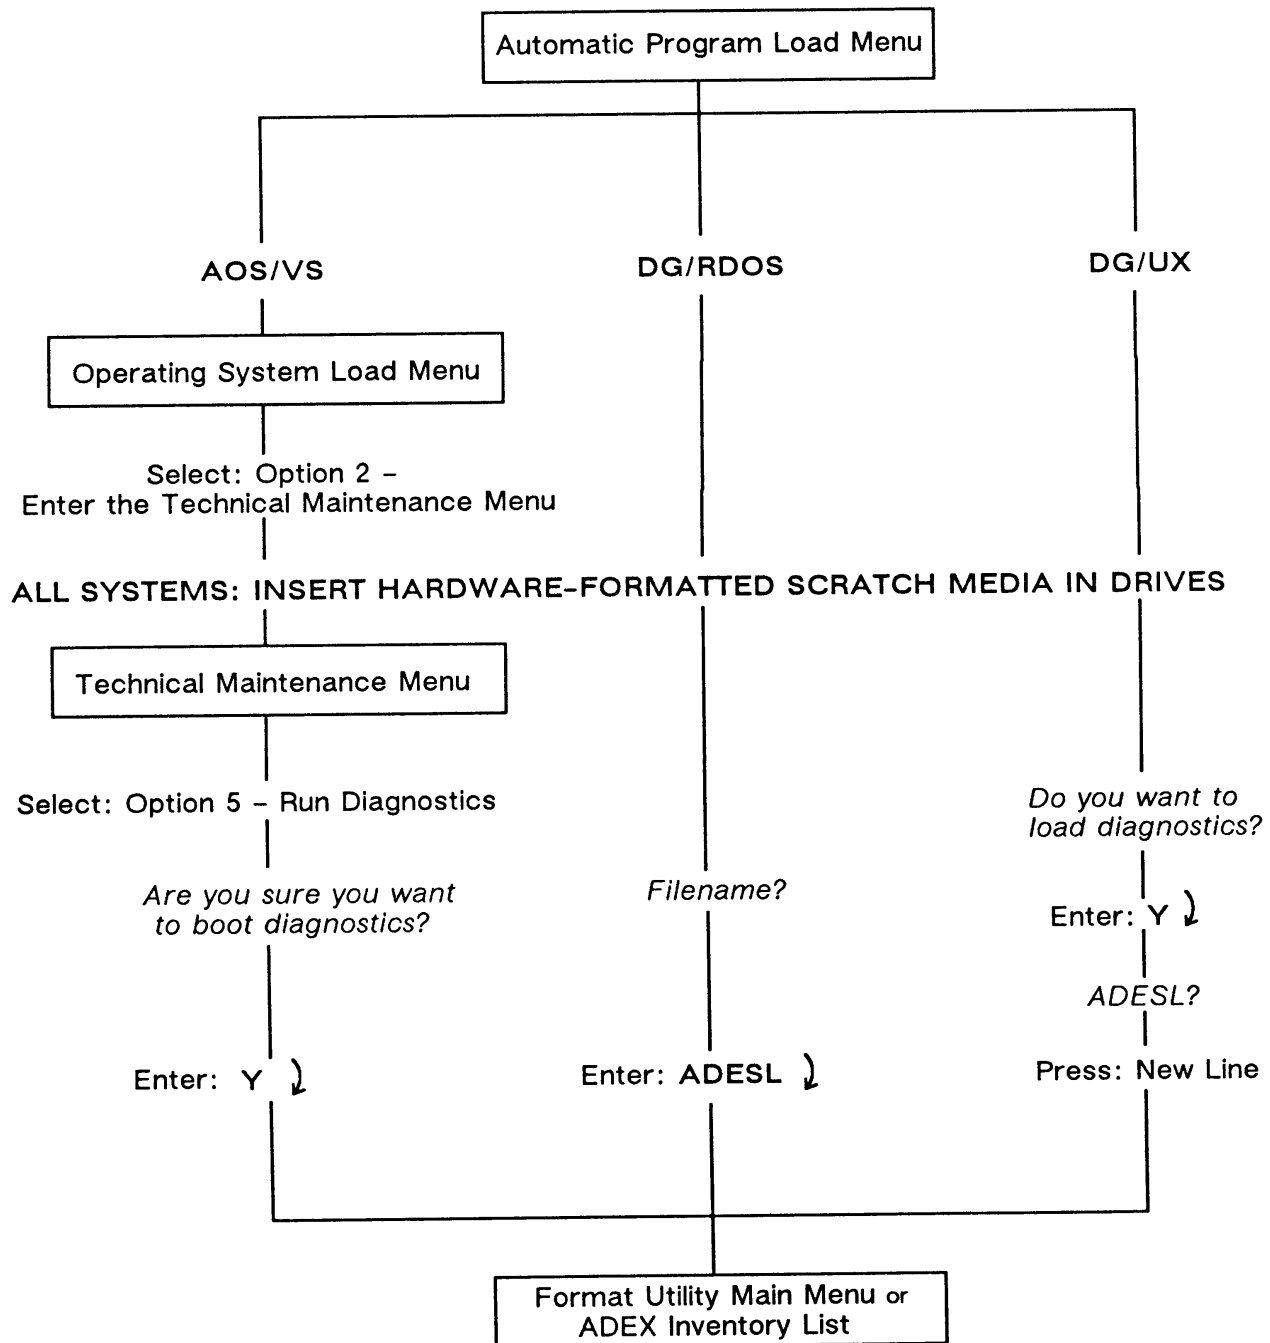 Automatic Program Load Menu
AOS/VS
DG/RDOS
DG/UX
Operating System Load Menu
Select: Option 2 –
Enter the Technical Maintenance Menu
ALL SYSTEMS: INSERT HARDWARE–FORMATTED SCRATCH MEDIA IN DRIVES
Technical Maintenance Menu
Select: Option 5 – Run Diagnostics
Are you sure you want
to boot diagnostics?
Enter: Y
Filename?
Enter: ADESL
Do you want to
load diagnostics?
Enter: Y
ADESL?
Press: New Line
Format Utility Main Menu or
ADEX Inventory List